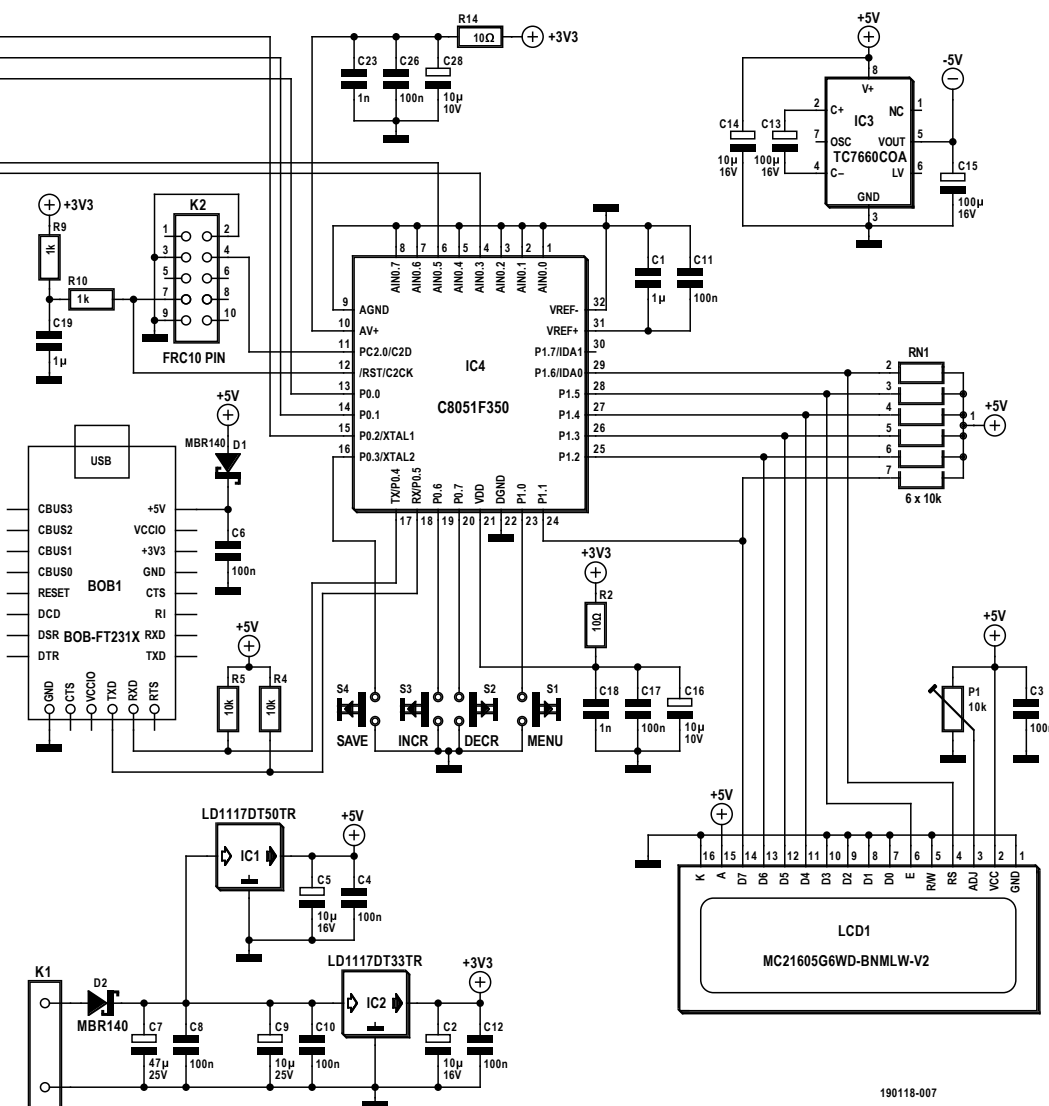 R14
10Ω
+3V3
C23
1n
C26
100n
C28
10µ
10V
+5V
-5V
8
V+
2
C+
NC
1
IC3
7
OSC
VOUT
5
TC7660COA
4
C–
LV
6
GND
3
C14
10µ
16V
C13
100µ
16V
C15
100µ
16V
+3V3
R9
1k
R10
1k
C19
1µ
K2
1
2
3
4
5
6
7
8
9
10
FRC10 PIN
8
7
6
5
4
3
2
1
AIN0.7
AIN0.6
AIN0.5
AIN0.4
AIN0.3
AIN0.2
AIN0.1
AIN0.0
9
AGND
10
AV+
11
PC2.0/C2D
12
/RST/C2CK
13
P0.0
14
P0.1
15
P0.2/XTAL1
16
P0.3/XTAL2
IC4
C8051F350
VREF-
32
VREF+
31
P1.7/IDA1
30
P1.6/IDA0
29
P1.5
28
P1.4
27
P1.3
26
P1.2
25
TX/P0.4
RX/P0.5
P0.6
P0.7
VDD
DGND
P1.0
P1.1
17
18
19
20
21
22
23
24
C1
1µ
C11
100n
RN1
2
3
4
5
6
7
1
+5V
6 x 10k
+5V
MBR140
D1
C6
100n
USB
CBUS3
CBUS2
CBUS1
CBUS0
RESET
DCD
DSR
DTR
+5V
VCCIO
+3V3
GND
CTS
RI
RXD
TXD
BOB1
BOB-FT231X
GND
CTS
VCCIO
TXD
RXD
RTS
+5V
R5
10k
R4
10k
S4
SAVE
S3
INCR
S2
DECR
S1
MENU
+3V3
R2
10Ω
C18
1n
C17
100n
C16
10µ
10V
+5V
P1
10k
C3
100n
+5V
16
15
14
13
12
11
10
9
8
7
6
5
4
3
2
1
K
A
D7
D6
D5
D4
D3
D2
D1
D0
E
R/W
RS
ADJ
VCC
GND
LCD1
MC21605G6WD-BNMLW-V2
LD1117DT50TR
IC1
+5V
C5
10µ
16V
C4
100n
K1
D2
MBR140
C7
47µ
25V
C8
100n
C9
10µ
25V
C10
100n
LD1117DT33TR
IC2
+3V3
C2
10µ
16V
C12
100n
190118-007